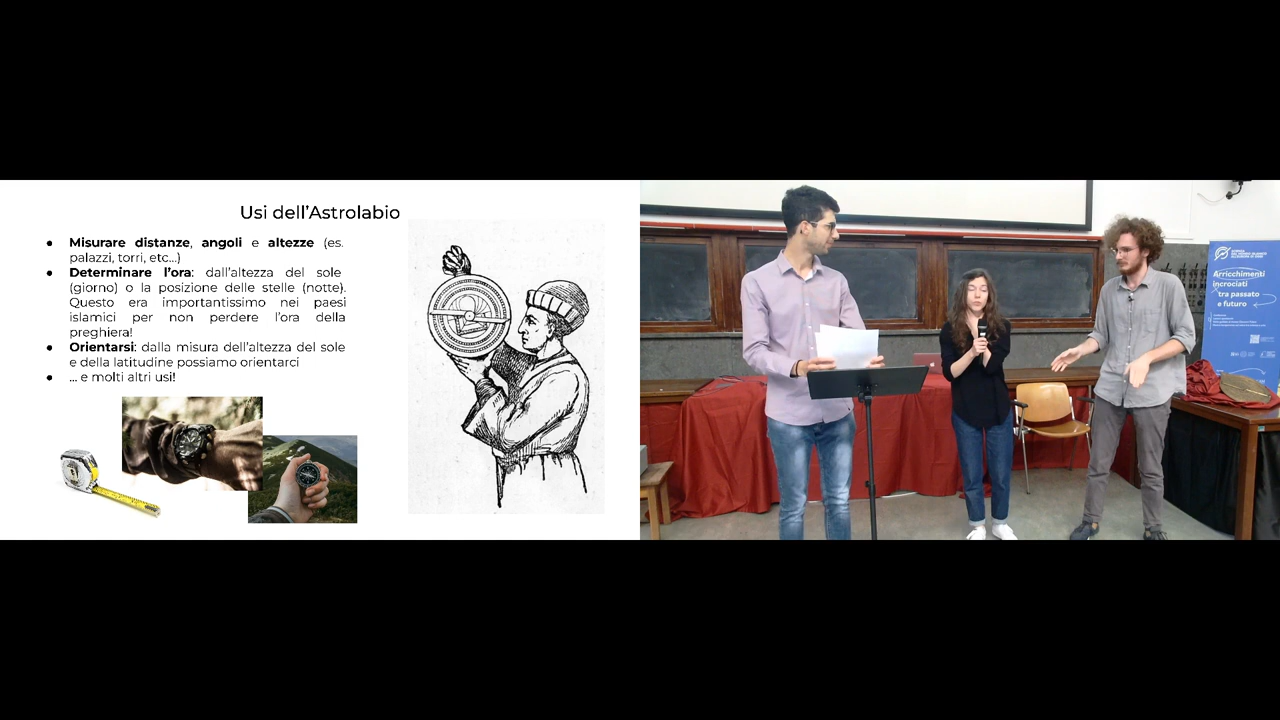 Usi dell'Astrolabio
● Misurare distanze, angoli e altezze (es.
palazzi, torri, etc...)
● Determinare l'ora: dall'altezza del sole
(giorno) o la posizione delle stelle (notte).
Questo era importantissimo nei paesi
islamici per non perdere l'ora della
preghiera!
● Orientarsi: dalla misura dell'altezza del sole
e della latitudine possiamo orientarci
● ... e molti altri usi!
Arricchimenti
incrociati
tra passato
e futuro